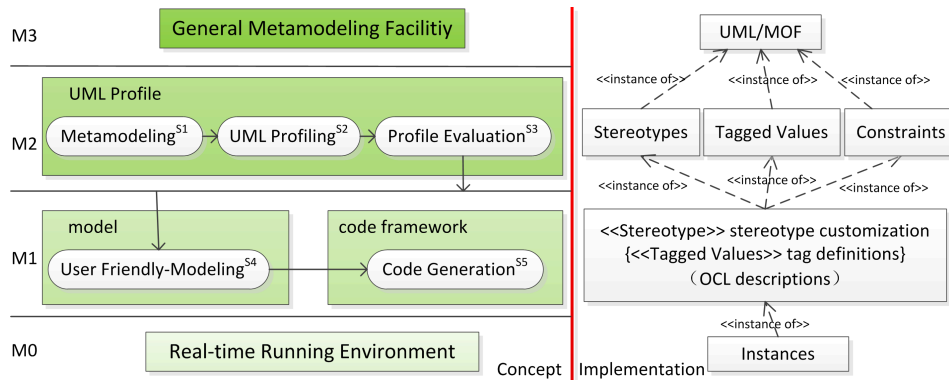 M3
General Metamodeling Facilitiy
M2
UML Profile
Metamodeling S1
UML Profiling S2
Profile Evaluation S3
M1
model
User Friendly-Modeling S4
code framework
Code Generation S5
M0
Real-time Running Environment
Concept
Implementation
UML/MOF
<<instance of>>
<<instance of>>
<<instance of>>
Stereotypes
Tagged Values
Constraints
<<instance of>>
<<instance of>>
<<instance of>>
<<Stereotype>> stereotype customization
{<<Tagged Values>> tag definitions}
（OCL descriptions）
<<instance of>>
Instances